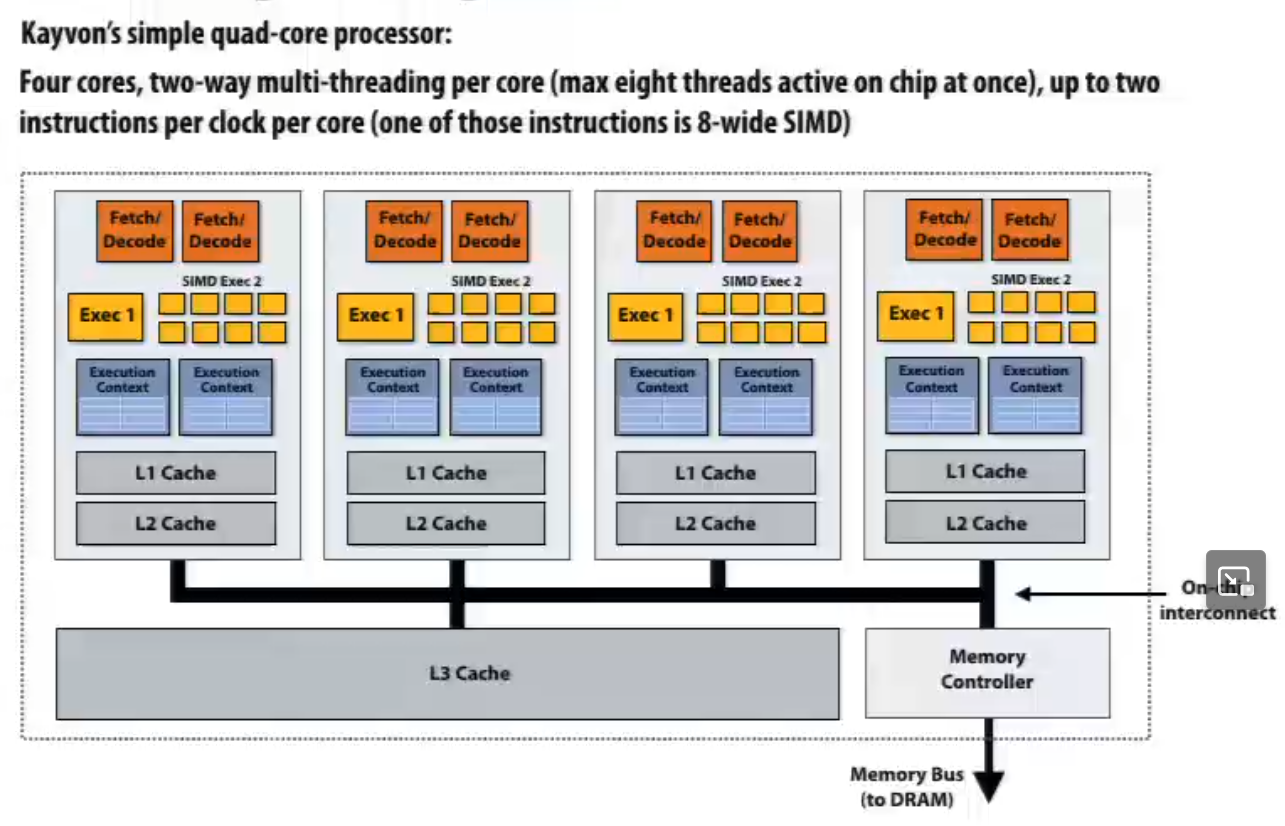 Kayvon's simple quad-core processor:
Four cores, two-way multi-threading per core (max eight threads active on chip at once), up to two
instructions per clock per core (one of those instructions is 8-wide SIMD)
Fetch/
Decode
Fetch/
Decode
SIMD Exec 2
Exec 1
Execution
Context
Execution
Context
L1 Cache
L2 Cache
Fetch/
Decode
Fetch/
Decode
SIMD Exec 2
Exec 1
Execution
Context
Execution
Context
L1 Cache
L2 Cache
Fetch/
Decode
Fetch/
Decode
SIMD Exec 2
Exec 1
Execution
Context
Execution
Context
L1 Cache
L2 Cache
Fetch/
Decode
Fetch/
Decode
SIMD Exec 2
Exec 1
Execution
Context
Execution
Context
L1 Cache
L2 Cache
On-chip
interconnect
L3 Cache
Memory
Controller
Memory Bus
(to DRAM)